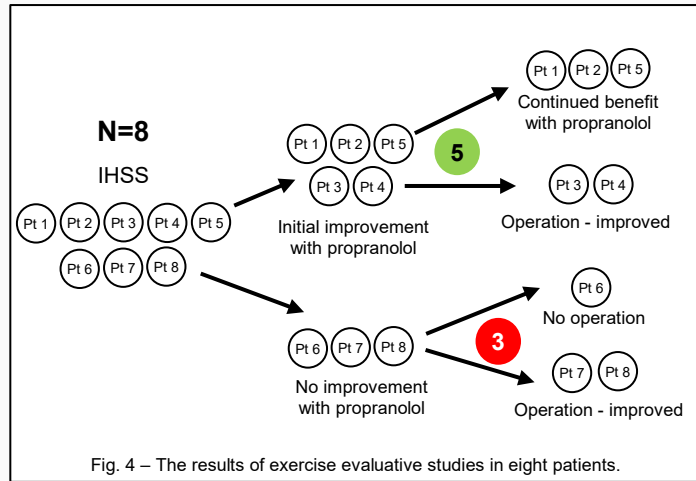 N=8
IHSS
Pt 1 Pt 2 Pt 3 Pt 4 Pt 5
Pt 6 Pt 7 Pt 8
Pt 1 Pt 2 Pt 5
Pt 3 Pt 4
Initial improvement
with propranolol
5
Pt 1 Pt 2 Pt 5
Continued benefit
with propranolol
Pt 3 Pt 4
Operation - improved
Pt 6 Pt 7 Pt 8
No improvement
with propranolol
3
Pt 6
No operation
Pt 7 Pt 8
Operation - improved
Fig. 4 – The results of exercise evaluative studies in eight patients.